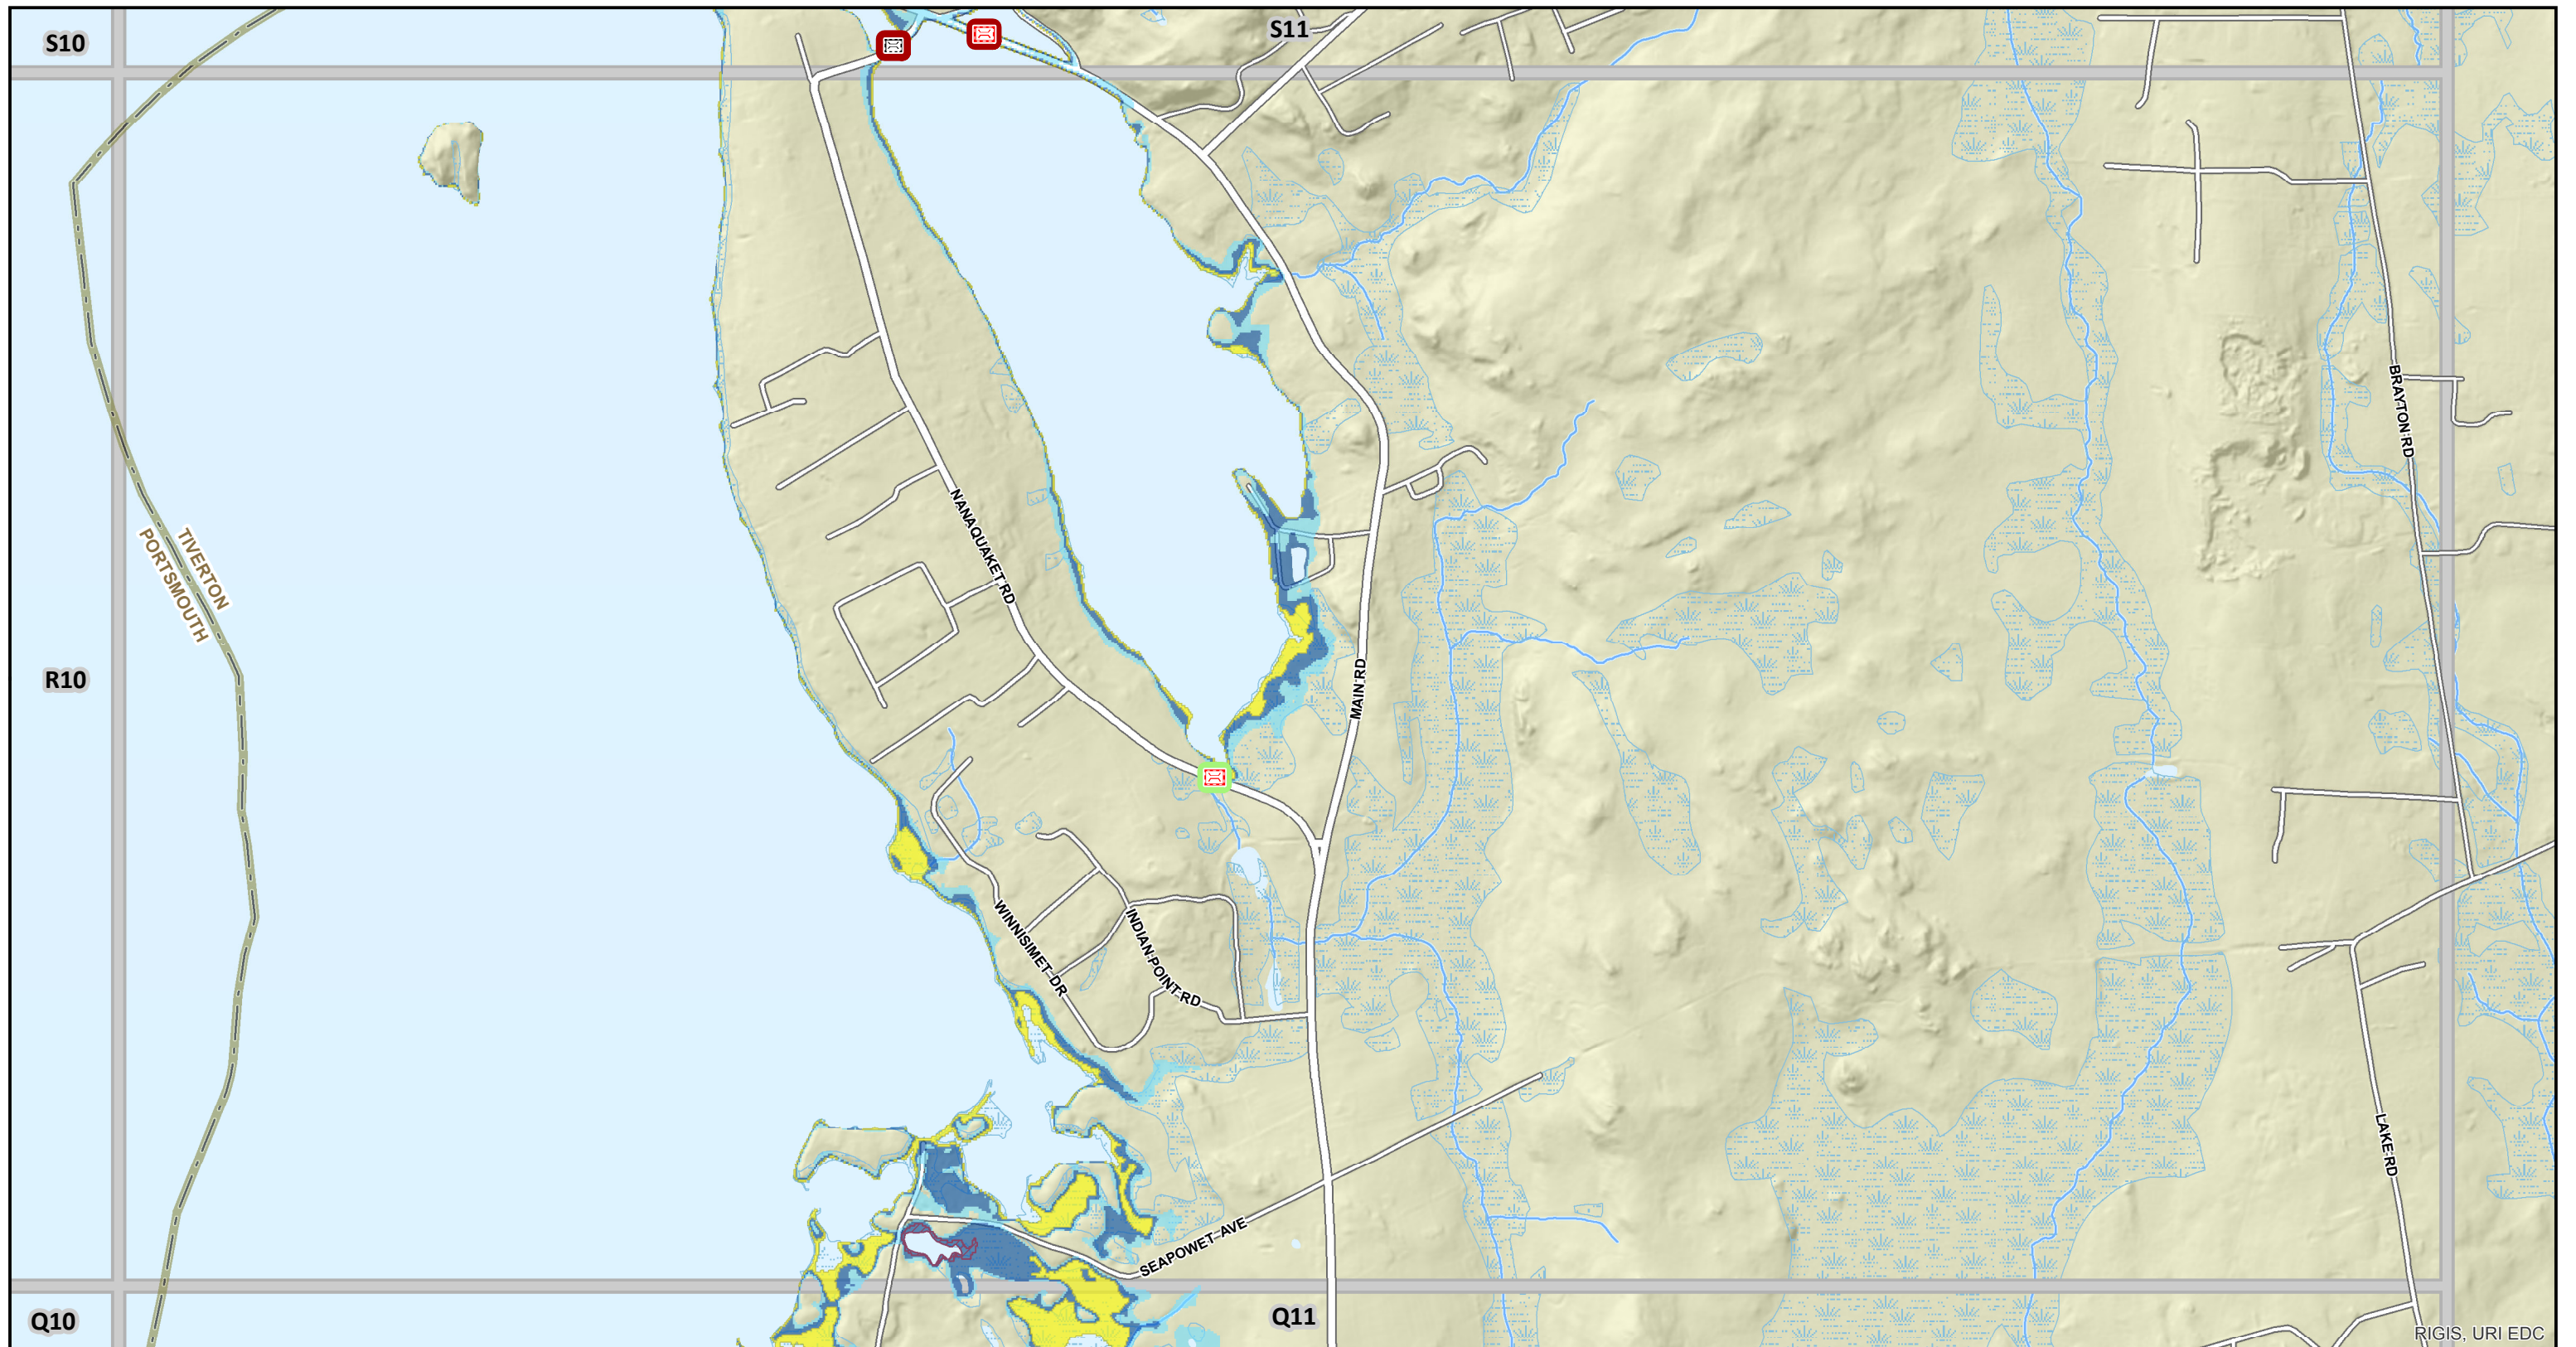 S10
S11
BRAYTON RD
NANAQUAKET RD
TIVERTON
PORTSMOUTH
R10
MAIN RD
WINNISIMET DR
INDIAN POINT RD
LAKE RD
SEAPOWET AVE
Q10
Q11
RIGIS, URI EDC